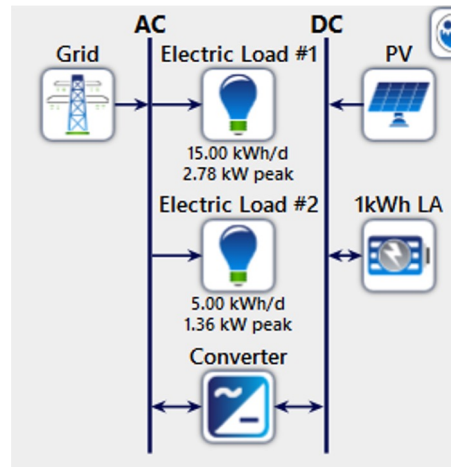 AC DC
Grid Electric Load #1 PV
15.00 kWh/d
2.78 kW peak
Electric Load #2 1kWh LA
5.00 kWh/d
1.36 kW peak
Converter